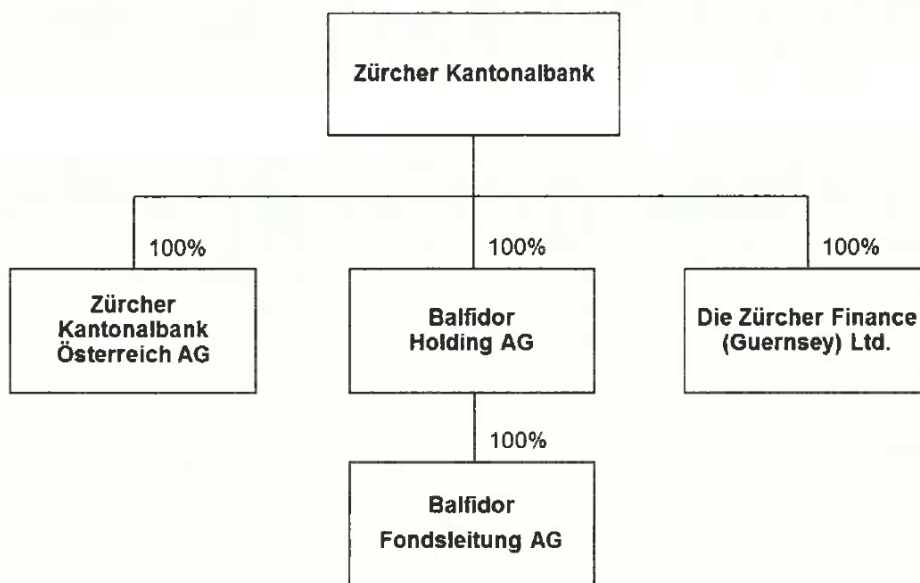 Zürcher Kantonalbank
100%
100%
100%
Zürcher
Kantonalbank
Österreich AG
Balfidor
Holding AG
Die Zürcher Finance
(Guernsey) Ltd.
100%
Balfidor
Fondsleitung AG